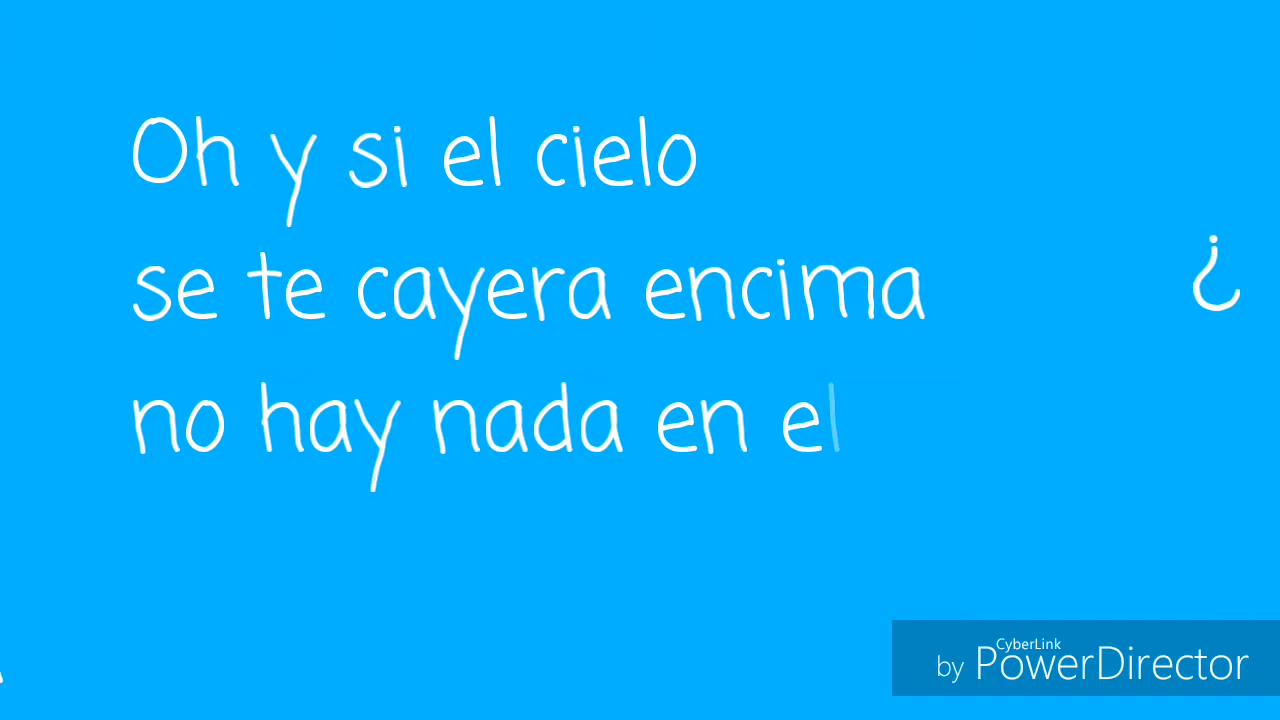 Oh y si el cielo
se te cayera encima
¿
no hay nada en el
CyberLink
by PowerDirector